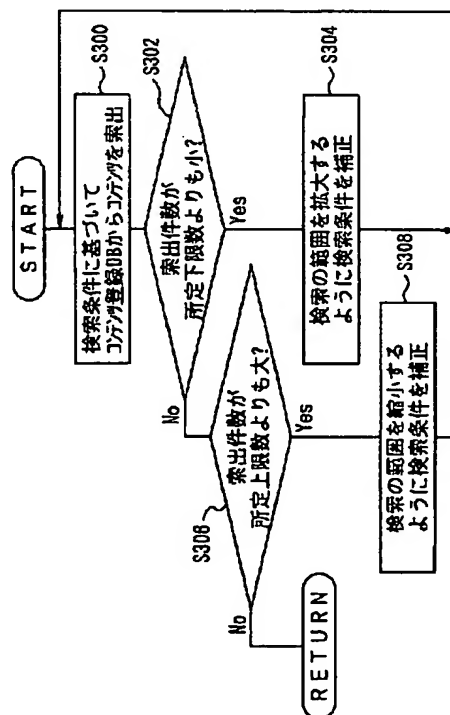 START
検索条件に基づいて
コンテンツ登録DBからコンテンツを索出
S300
索出件数が
所定下限数よりも小?
S302
Yes
No
検索の範囲を拡大する
ように検索条件を補正
S304
索出件数が
所定上限数よりも大?
S308
Yes
No
検索の範囲を縮小する
ように検索条件を補正
S308
RETURN